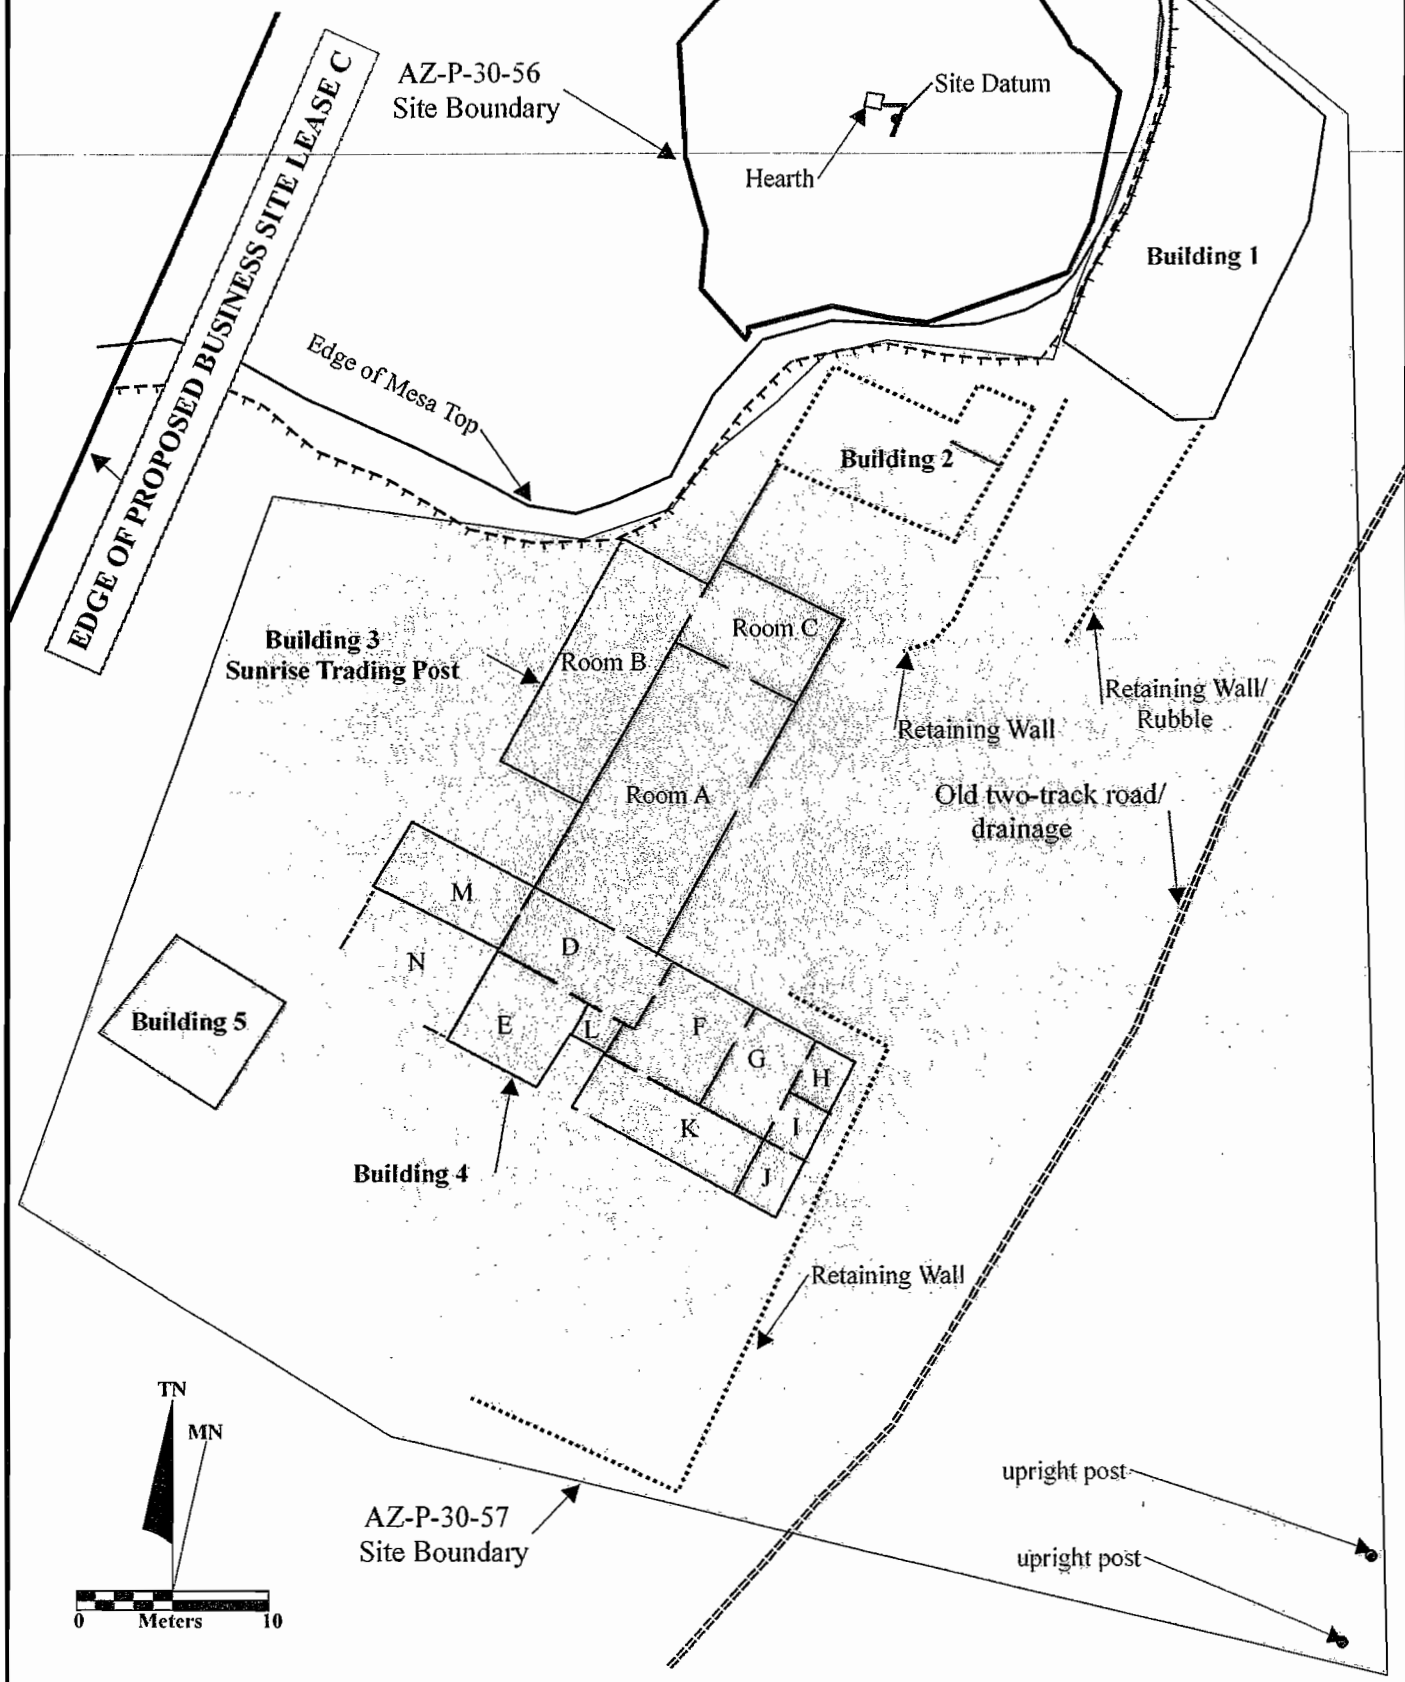 EDGE OF PROPOSED BUSINESS SITE LEASE C
AZ-P-30-56
Site Boundary
Site Datum
Hearth
Building 1
Edge of Mesa Top
Building 2
Building 3
Sunrise Trading Post
Room C
Room B
Retaining Wall/
Rubble
Retaining Wall
Room A
Old two-track road/
drainage
M
D
N
Building 5
E
L
F
G
H
K
I
J
Building 4
Retaining Wall
TN
MN
upright post
AZ-P-30-57
Site Boundary
upright post
0 Meters 10